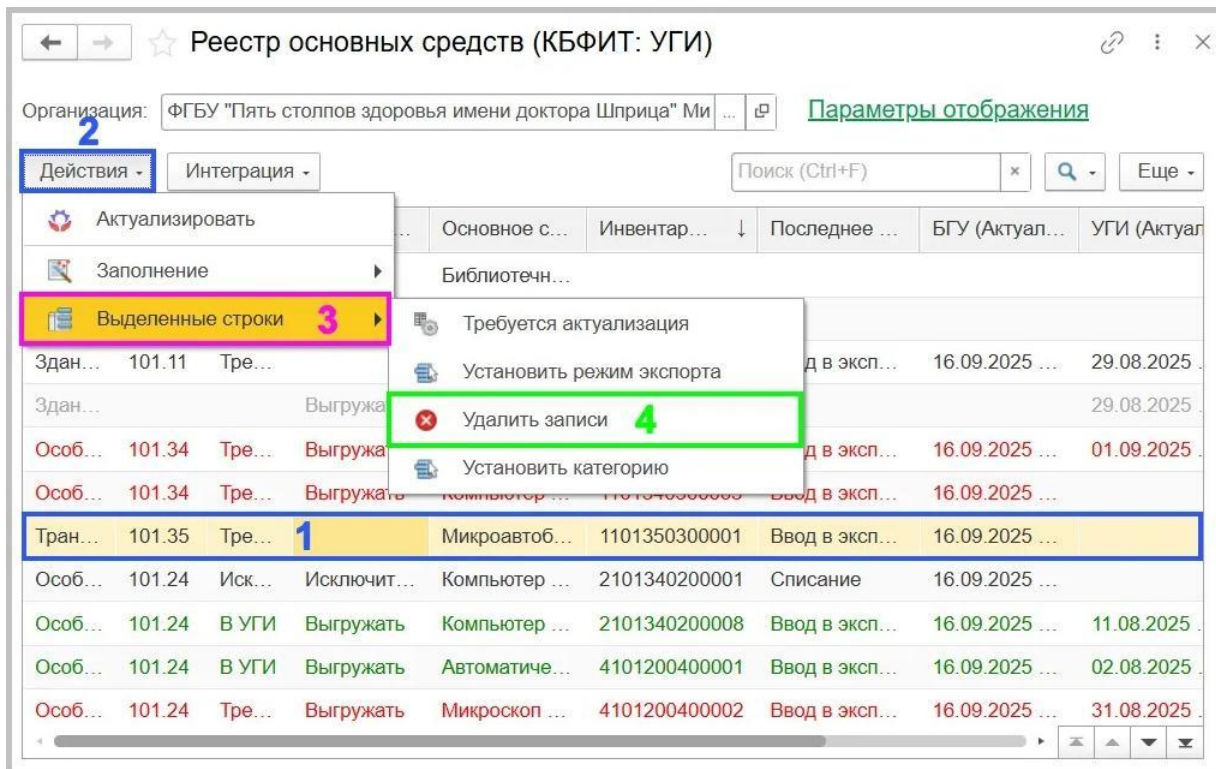 Реестр основных средств (КБФИТ: УГИ)
Организация: ФГБУ "Пять столпов здоровья имени доктора Шприца" Ми ... Параметры отображения
2
Действия Интеграция Поиск (Ctrl+F) × Еще
Актуализировать ... Основное с... Инвентар... ↓ Последнее ... БГУ (Актуал... УГИ (Актуал
Заполнение Библиотечн...
Выделенные строки 3 Требуется актуализация
Здан... 101.11 Тре... Установить режим экспорта д в эксп... 16.09.2025 ... 29.08.2025 .
Здан... Выгружа Удалить записи 4 29.08.2025 .
Особ... 101.34 Тре... Выгружат Установить категорию д в эксп... 16.09.2025 ... 01.09.2025 .
Особ... 101.34 Тре... Выгружать Компьютер ... Ввод в эксп... 16.09.2025 ...
Тран... 101.35 Тре... 1 Микроавтоб... 1101350300001 Ввод в эксп... 16.09.2025 ...
Особ... 101.24 Иск... Исключит... Компьютер ... 2101340200001 Списание 16.09.2025 ...
Особ... 101.24 В УГИ Выгружать Компьютер ... 2101340200008 Ввод в эксп... 16.09.2025 ... 11.08.2025 .
Особ... 101.24 В УГИ Выгружать Автоматиче... 4101200400001 Ввод в эксп... 16.09.2025 ... 02.08.2025 .
Особ... 101.24 Тре... Выгружать Микроскоп ... 4101200400002 Ввод в эксп... 16.09.2025 ... 31.08.2025 .